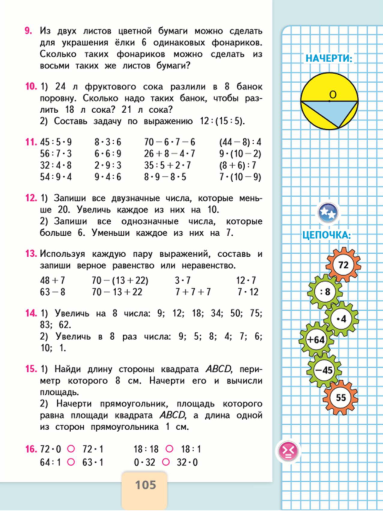 9. Из двух листов цветной бумаги можно сделать
для украшения ёлки 6 одинаковых фонариков.
Сколько таких фонариков можно сделать из
восьми таких же листов бумаги?
10. 1) 24 л фруктового сока разлили в 8 банок
поровну. Сколько надо таких банок, чтобы раз-
лить 18 л сока? 21 л сока?
2) Составь задачу по выражению 12 : (15 : 5).
11. 45 : 5 · 9 8 · 3 : 6 70 – 6 · 7 – 6 (44 – 8) : 4
56 : 7 · 3 6 · 6 : 9 26 + 8 – 4 · 7 9 · (10 – 2)
32 : 4 · 8 2 · 9 : 3 35 : 5 + 2 · 7 (8 + 6) : 7
54 : 9 · 4 9 · 4 : 6 8 · 9 – 8 · 5 7 · (10 – 9)
12. 1) Запиши все двузначные числа, которые мень-
ше 20. Увеличь каждое из них на 10.
2) Запиши все однозначные числа, которые
больше 6. Уменьши каждое из них на 7.
13. Используя каждую пару выражений, составь и
запиши верное равенство или неравенство.
48 + 7 70 – (13 + 22) 3 · 7 12 · 7
63 – 8 70 – 13 + 22 7 + 7 + 7 7 · 12
14. 1) Увеличь на 8 числа: 9; 12; 18; 34; 50; 75;
83; 62.
2) Увеличь в 8 раз числа: 9; 5; 8; 4; 7; 6;
10; 1.
15. 1) Найди длину стороны квадрата ABCD, пери-
метр которого 8 см. Начерти его и вычисли
площадь.
2) Начерти прямоугольник, площадь которого
равна площади квадрата ABCD, а длина одной
из сторон прямоугольника 1 см.
16. 72 · 0 ○ 72 · 1 18 : 18 ○ 18 : 1
64 : 1 ○ 63 · 1 0 · 32 ○ 32 · 0
105
НАЧЕРТИ:
О
ЦЕПОЧКА:
72
: 8
· 4
+64
–45
55